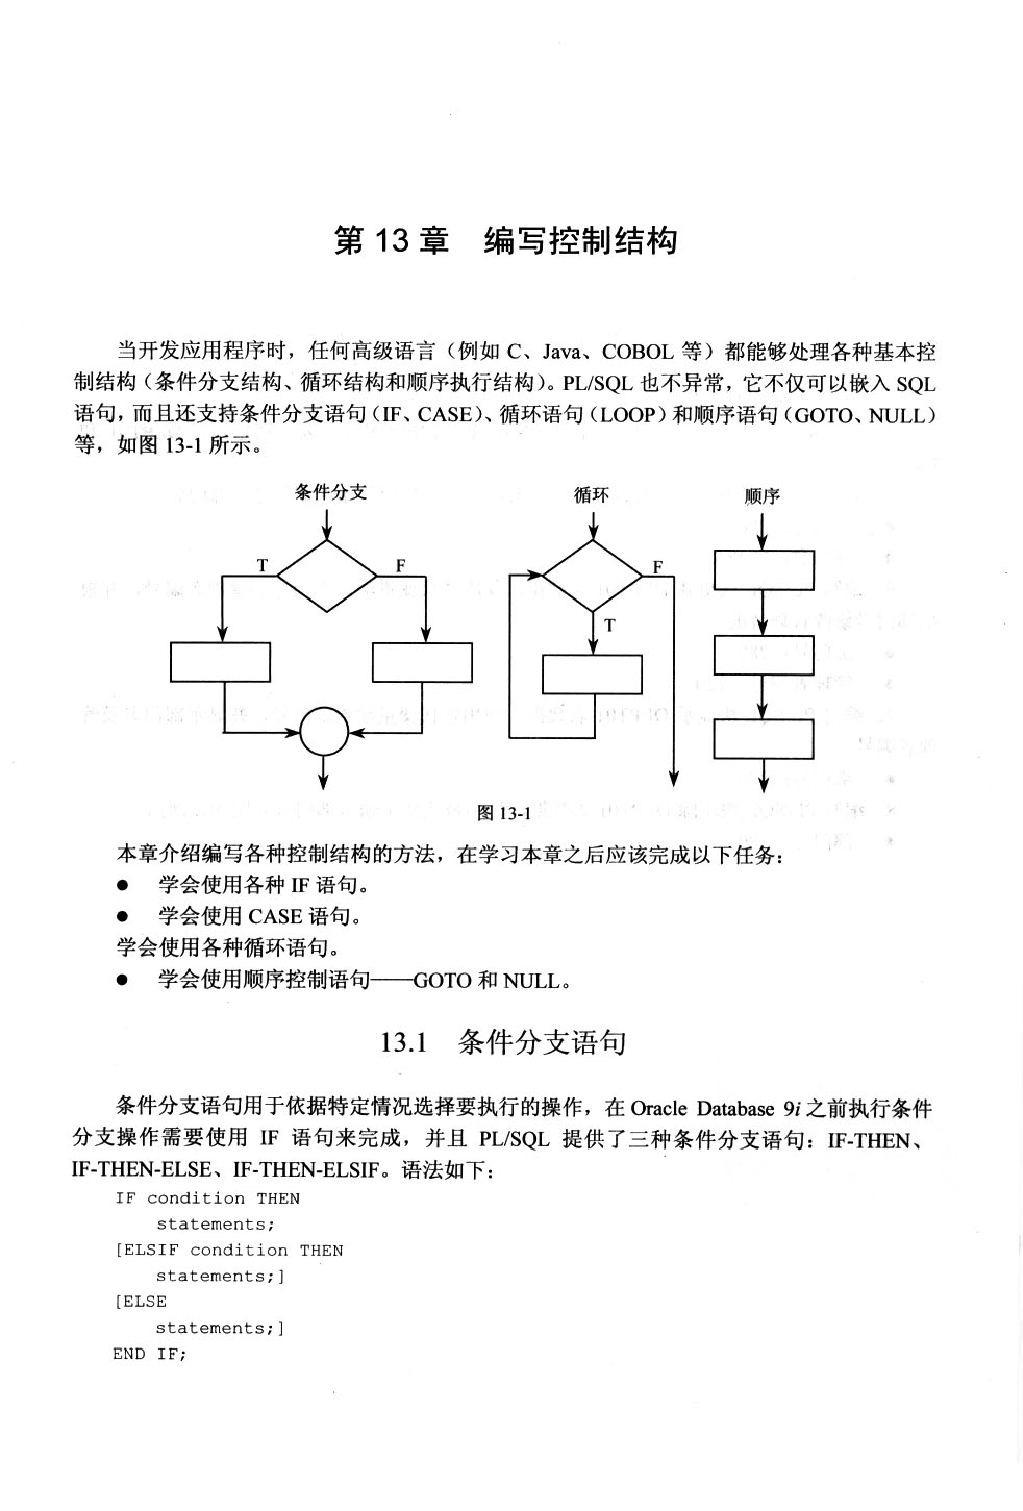 第 13 章　编写控制结构
当开发应用程序时，任何高级语言（例如 C、Java、COBOL 等）都能够处理各种基本控
制结构（条件分支结构、循环结构和顺序执行结构）。PL/SQL 也不异常，它不仅可以嵌入 SQL
语句，而且还支持条件分支语句（IF、CASE）、循环语句（LOOP）和顺序语句（GOTO、NULL）
等，如图 13-1 所示。
条件分支
T
F
循环
F
T
顺序
图 13-1
本章介绍编写各种控制结构的方法，在学习本章之后应该完成以下任务：
● 学会使用各种 IF 语句。
● 学会使用 CASE 语句。
学会使用各种循环语句。
● 学会使用顺序控制语句——GOTO 和 NULL。
13.1　条件分支语句
条件分支语句用于依据特定情况选择要执行的操作，在 Oracle Database 9i 之前执行条件
分支操作需要使用 IF 语句来完成，并且 PL/SQL 提供了三种条件分支语句：IF-THEN、
IF-THEN-ELSE、IF-THEN-ELSIF。语法如下：
IF condition THEN
statements;
[ELSIF condition THEN
statements;]
[ELSE
statements;]
END IF;